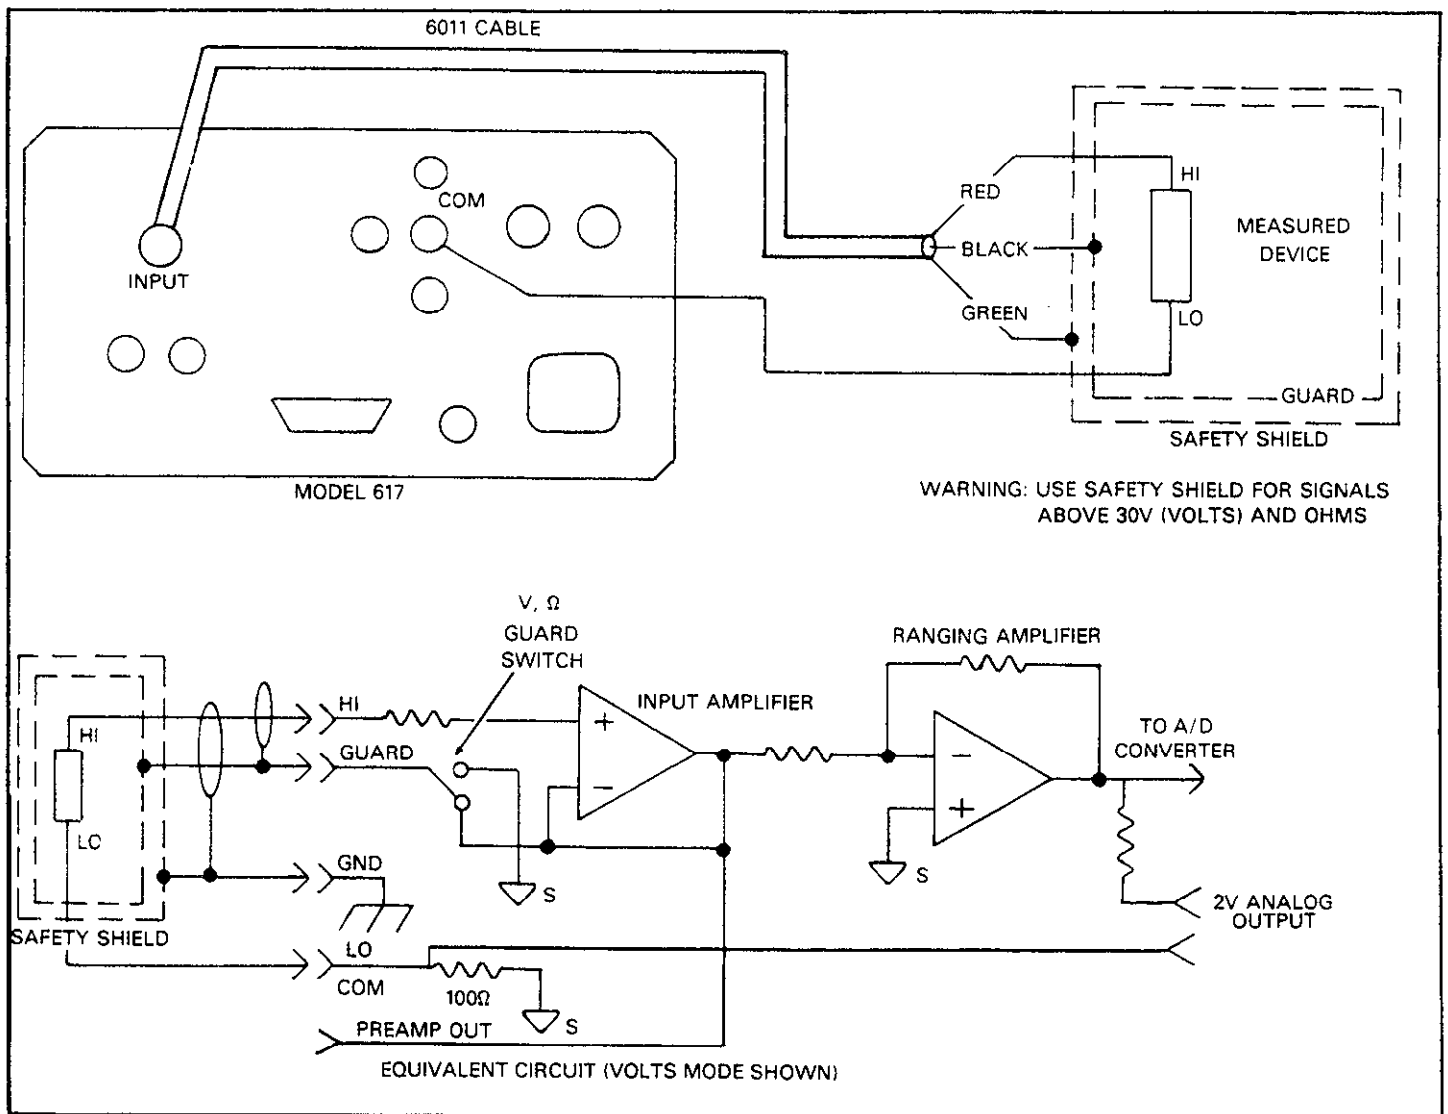 6011 CABLE
COM
INPUT
MODEL 617
RED
BLACK
GREEN
HI
MEASURED
DEVICE
LO
GUARD
SAFETY SHIELD
WARNING: USE SAFETY SHIELD FOR SIGNALS
ABOVE 30V (VOLTS) AND OHMS
V, Ω
GUARD
SWITCH
RANGING AMPLIFIER
HI
INPUT AMPLIFIER
+
−
GUARD
HI
LO
−
+
TO A/D
CONVERTER
S
S
GND
2V ANALOG
OUTPUT
SAFETY SHIELD
LO
COM
100Ω
S
PREAMP OUT
EQUIVALENT CIRCUIT (VOLTS MODE SHOWN)